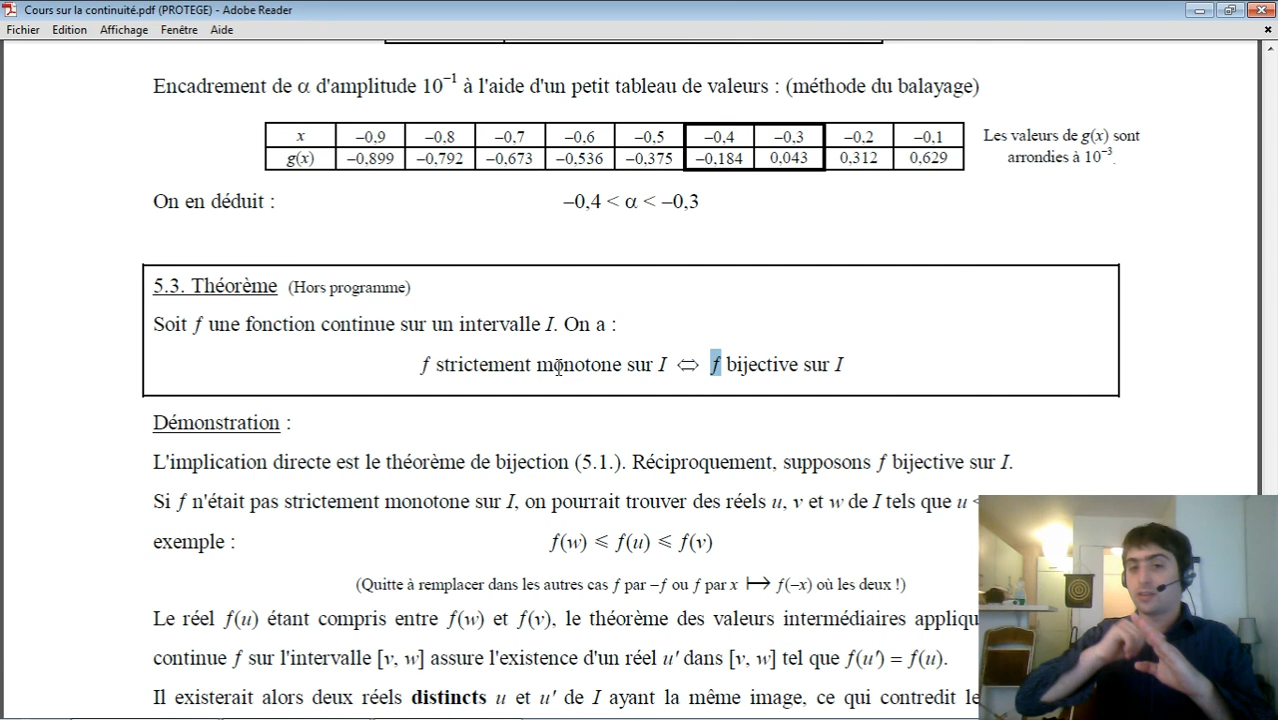 Cours sur la continuité.pdf (PROTEGE) - Adobe Reader
Fichier Edition Affichage Fenêtre Aide
Encadrement de α d'amplitude 10⁻¹ à l'aide d'un petit tableau de valeurs : (méthode du balayage)
x −0,9 −0,8 −0,7 −0,6 −0,5 −0,4 −0,3 −0,2 −0,1
g(x) −0,899 −0,792 −0,673 −0,536 −0,375 −0,184 0,043 0,312 0,629
Les valeurs de g(x) sont
arrondies à 10⁻³.
On en déduit : −0,4 < α < −0,3
5.3. Théorème (Hors programme)
Soit f une fonction continue sur un intervalle I. On a :
f strictement monotone sur I ⇔ f bijective sur I
Démonstration :
L'implication directe est le théorème de bijection (5.1.). Réciproquement, supposons f bijective sur I.
Si f n'était pas strictement monotone sur I, on pourrait trouver des réels u, v et w de I tels que u <
exemple : f(w) ⩽ f(u) ⩽ f(v)
(Quitte à remplacer dans les autres cas f par −f ou f par x ↦ f(−x) où les deux !)
Le réel f(u) étant compris entre f(w) et f(v), le théorème des valeurs intermédiaires appliqu
continue f sur l'intervalle [v, w] assure l'existence d'un réel u' dans [v, w] tel que f(u') = f(u).
Il existerait alors deux réels distincts u et u' de I ayant la même image, ce qui contredit le